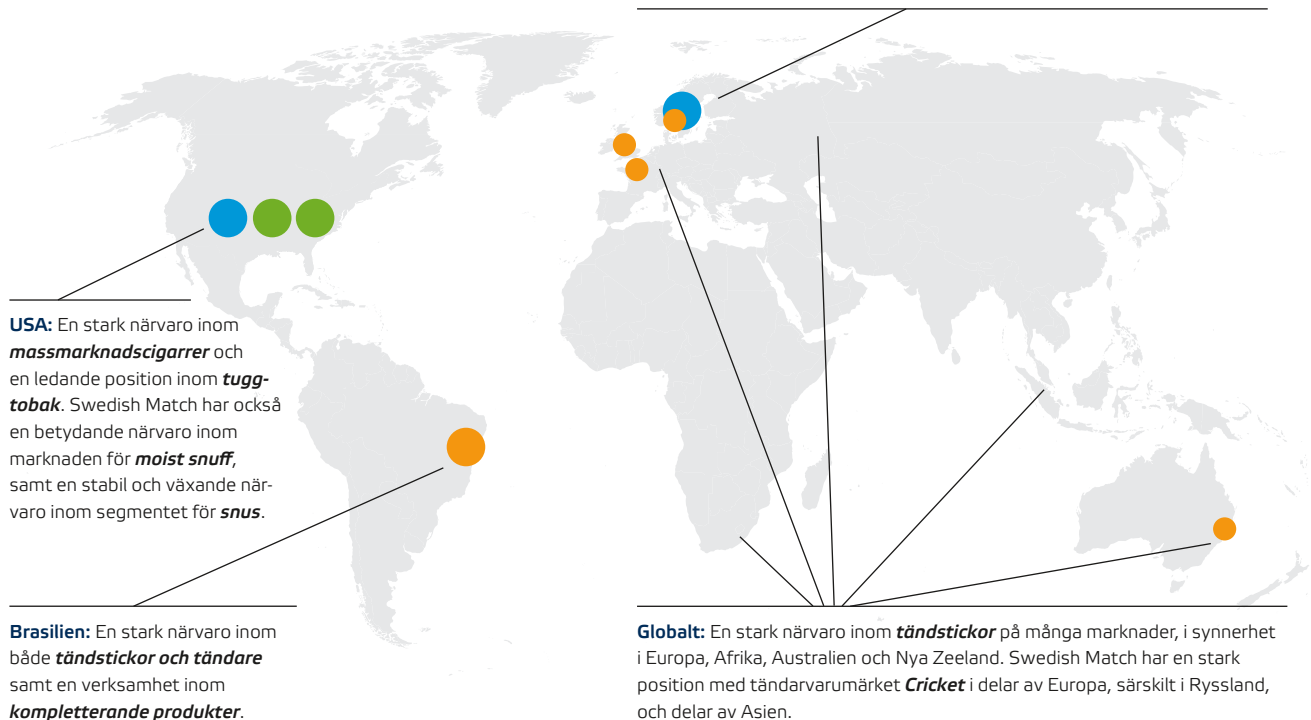 USA: En stark närvaro inom
massmarknadscigarrer och
en ledande position inom tugg-
tobak. Swedish Match har också
en betydande närvaro inom
marknaden för moist snuff,
samt en stabil och växande när-
varo inom segmentet för snus.
Brasilien: En stark närvaro inom
både tändstickor och tändare
samt en verksamhet inom
kompletterande produkter.
Globalt: En stark närvaro inom tändstickor på många marknader, i synnerhet
i Europa, Afrika, Australien och Nya Zeeland. Swedish Match har en stark
position med tändarvarumärket Cricket i delar av Europa, särskilt i Ryssland,
och delar av Asien.